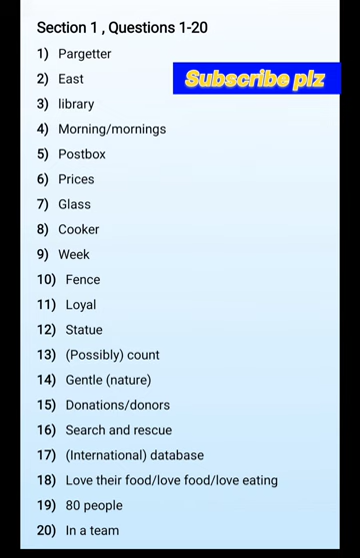 Section 1 , Questions 1-20
1) Pargetter
2) East
Subscribe plz
3) library
4) Morning/mornings
5) Postbox
6) Prices
7) Glass
8) Cooker
9) Week
10) Fence
11) Loyal
12) Statue
13) (Possibly) count
14) Gentle (nature)
15) Donations/donors
16) Search and rescue
17) (International) database
18) Love their food/love food/love eating
19) 80 people
20) In a team